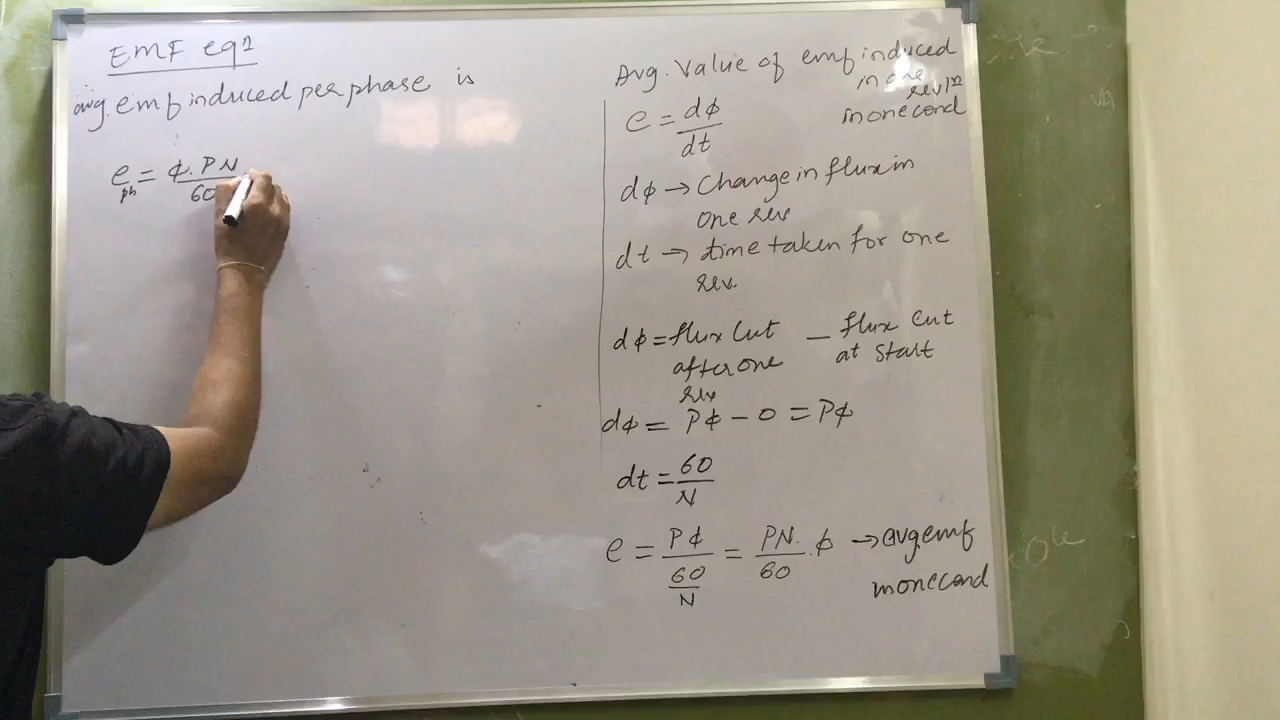 EMF eqn
avg. emf induced per phase is
e_ph = ϕ.PN / 60
Avg. Value of emf induced
in one
revln
in one cond
e = dϕ / dt
dϕ → Change in flux in
one rev
dt → time taken for one
rev.
dϕ = flux cut after one rev — flux cut at start
dϕ = Pϕ − 0 = Pϕ
dt = 60 / N
e = Pϕ / (60 / N) = PN / 60 . ϕ → avg emf
in one cond